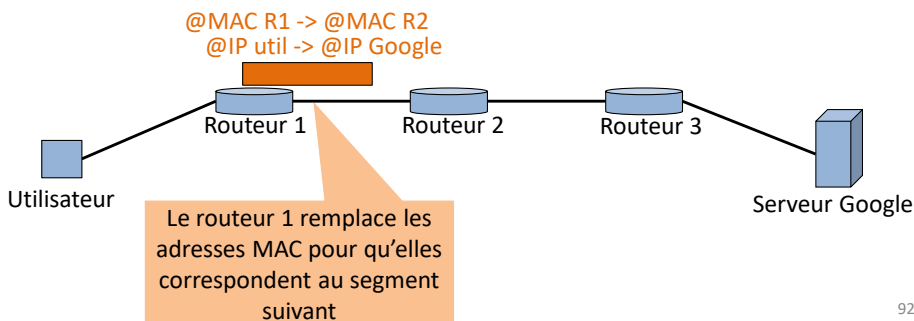 @MAC R1 -> @MAC R2
@IP util -> @IP Google
Routeur 1
Routeur 2
Routeur 3
Utilisateur
Serveur Google
Le routeur 1 remplace les
adresses MAC pour qu’elles
correspondent au segment
suivant
92